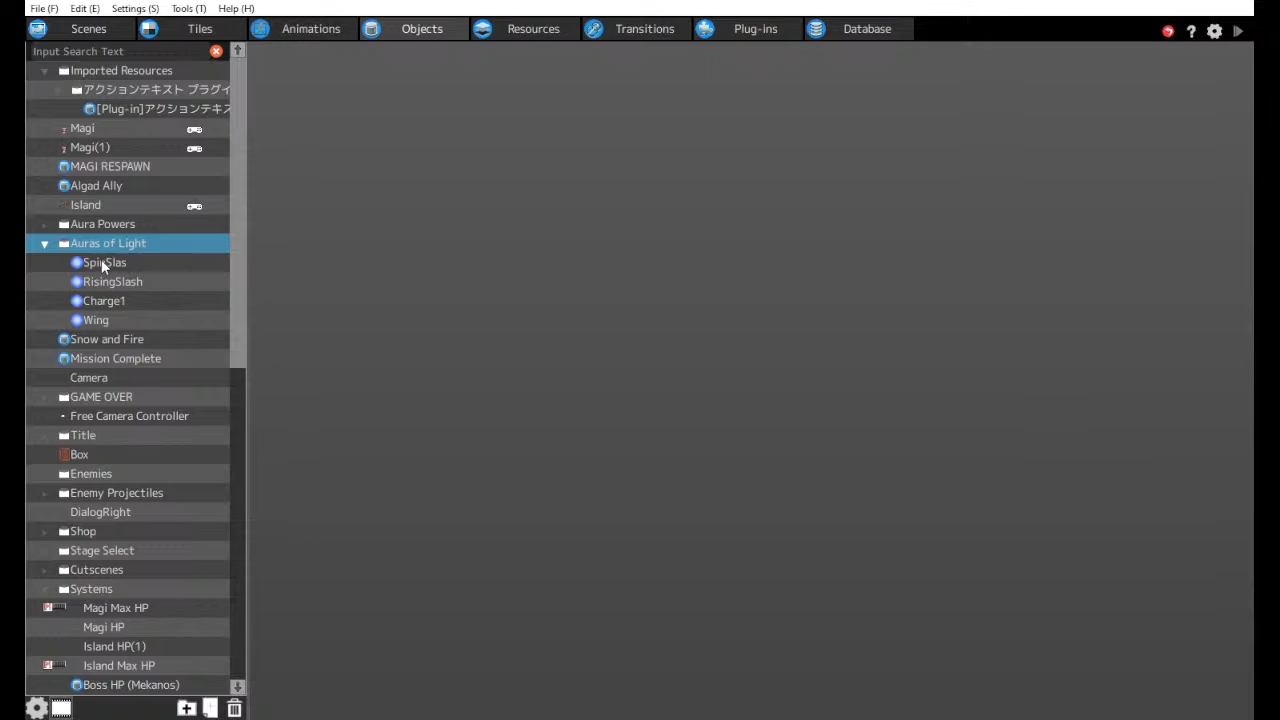 File (F) Edit (E) Settings (S) Tools (T) Help (H)
Scenes Tiles Animations Objects Resources Transitions Plug-ins Database
Input Search Text
Imported Resources
アクションテキスト プラグイ
[Plug-in]アクションテキス
Magi
Magi(1)
MAGI RESPAWN
Algad Ally
Island
Aura Powers
Auras of Light
RisingSlash
Charge1
Wing
Snow and Fire
Mission Complete
Camera
GAME OVER
Free Camera Controller
Title
Box
Enemies
Enemy Projectiles
DialogRight
Shop
Stage Select
Cutscenes
Systems
Magi Max HP
Magi HP
Island HP(1)
Island Max HP
Boss HP (Mekanos)